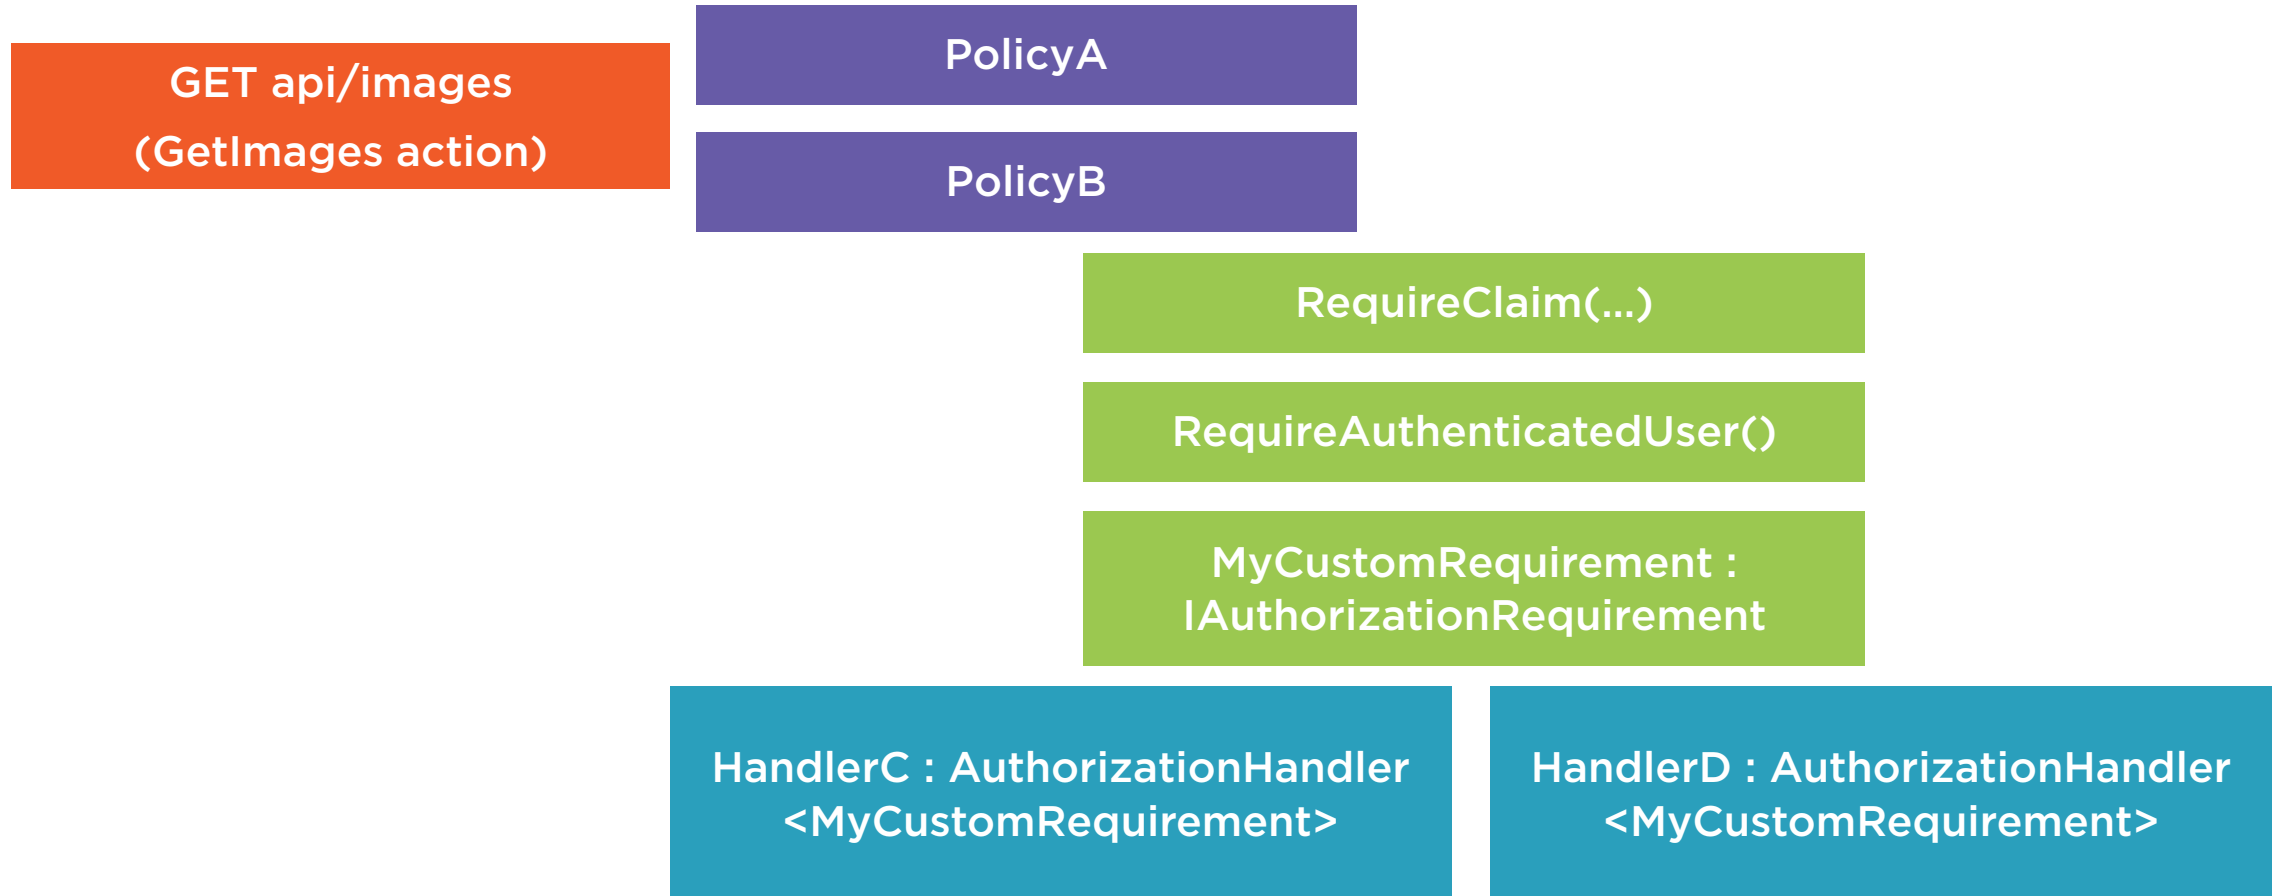 GET api/images
(GetImages action)
PolicyA
PolicyB
RequireClaim(...)
RequireAuthenticatedUser()
MyCustomRequirement :
IAuthorizationRequirement
HandlerC : AuthorizationHandler
<MyCustomRequirement>
HandlerD : AuthorizationHandler
<MyCustomRequirement>